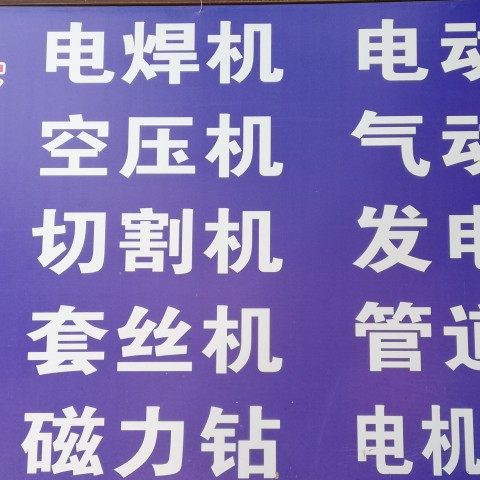 电焊机 电动
空压机 气动
切割机 发电
套丝机 管道
磁力钻 电机